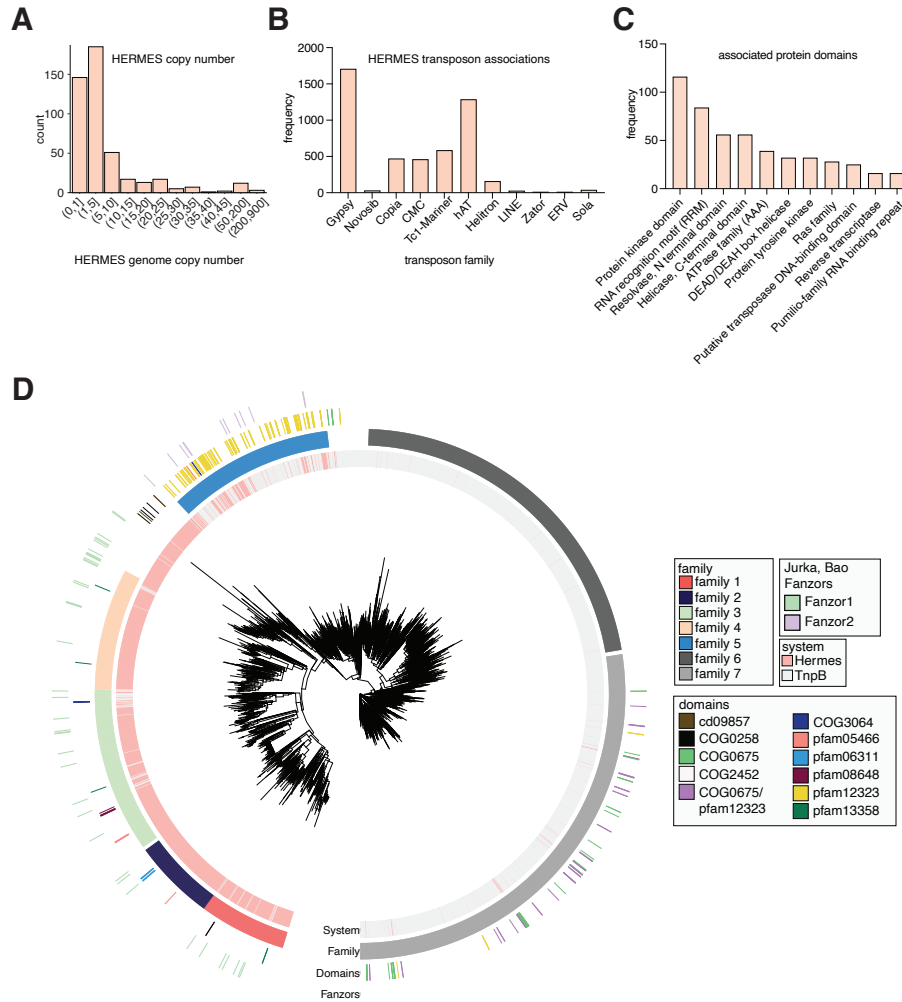 A
HERMES copy number
count
150
100
50
0
(0,1]
(1,5]
(5,10]
(10,15]
(15,20]
(20,25]
(25,30]
(30,35]
(35,40]
(40,45]
(50,200]
(200,900]
HERMES genome copy number
B
HERMES transposon associations
frequency
2000
1500
1000
500
0
Gypsy
Novosib
Copia
CMC
Tc1-Mariner
hAT
Helitron
LINE
Zator
ERV
Sola
transposon family
C
associated protein domains
frequency
150
100
50
0
Protein kinase domain
RNA recognition motif (RRM)
Resolvase, N terminal domain
Helicase, C-terminal domain
ATPase family (AAA)
DEAD/DEAH box helicase
Protein tyrosine kinase
Ras family
Putative transposase DNA-binding domain
Reverse transcriptase
Pumilio-family RNA binding repeat
D
System
Family
Domains
Fanzors
family
family 1
family 2
family 3
family 4
family 5
family 6
family 7
Jurka, Bao
Fanzors
Fanzor1
Fanzor2
system
Hermes
TnpB
domains
cd09857
COG0258
COG0675
COG2452
COG0675/
pfam12323
COG3064
pfam05466
pfam06311
pfam08648
pfam12323
pfam13358